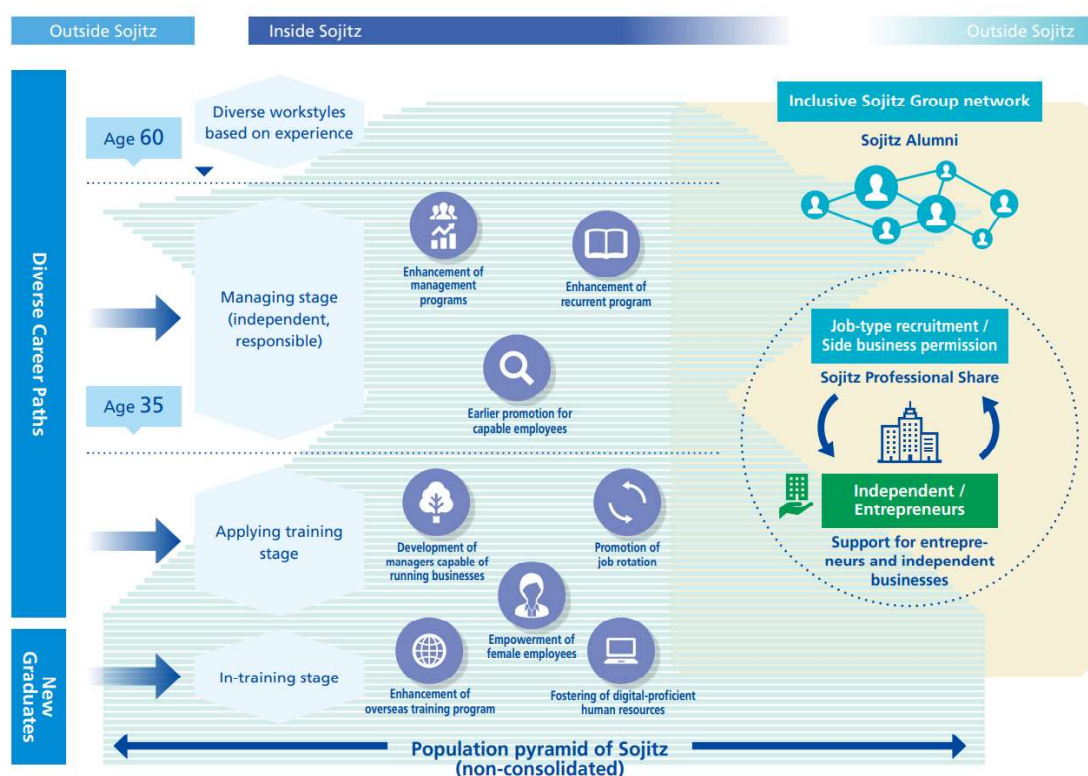 Outside Sojitz
Inside Sojitz
Outside Sojitz
Diverse Career Paths
New
Graduates
Age 60
Age 35
Diverse workstyles
based on experience
Managing stage
(independent,
responsible)
Applying training
stage
In-training stage
Enhancement of
management
programs
Enhancement of
recurrent program
Earlier promotion for
capable employees
Development of
managers capable of
running businesses
Promotion of
job rotation
Empowerment of
female employees
Enhancement of
overseas training program
Fostering of digital-proficient
human resources
Inclusive Sojitz Group network
Sojitz Alumni
Job-type recruitment /
Side business permission
Sojitz Professional Share
Independent /
Entrepreneurs
Support for entrepre-
neurs and independent
businesses
Population pyramid of Sojitz
(non-consolidated)